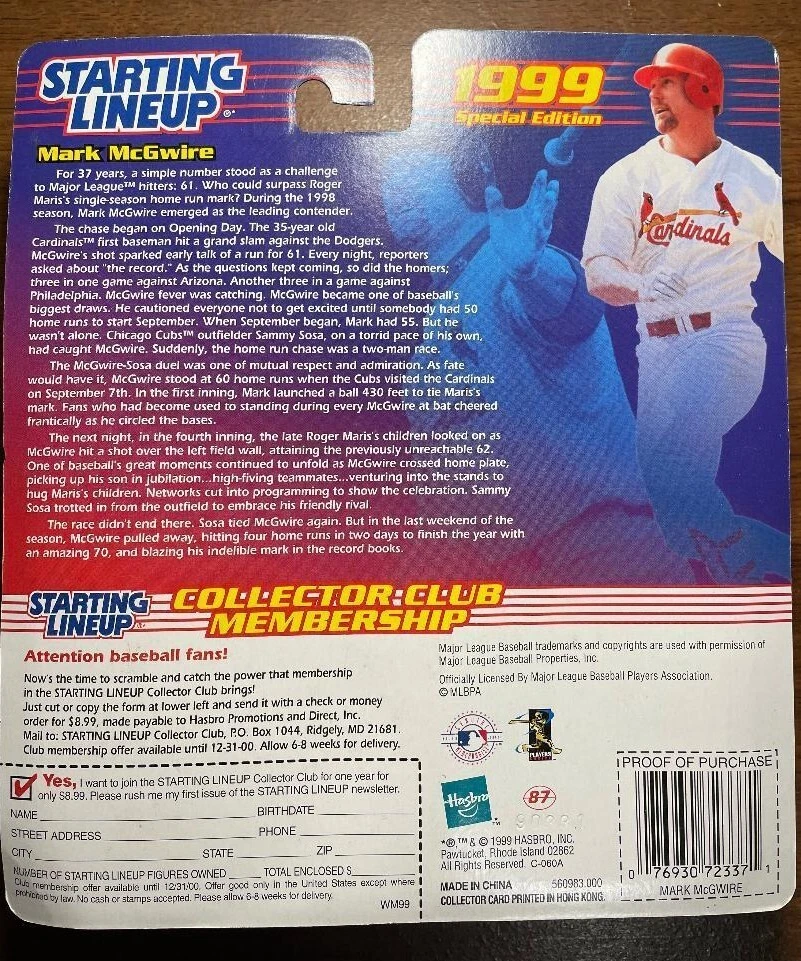 STARTING
LINEUP®.
1999
Special Edition
Mark McGwire
For 37 years, a simple number stood as a challenge
to Major League™ hitters: 61. Who could surpass Roger
Maris's single-season home run mark? During the 1998
season, Mark McGwire emerged as the leading contender.
The chase began on Opening Day. The 35-year old
Cardinals™ first baseman hit a grand slam against the Dodgers.
McGwire's shot sparked early talk of a run for 61. Every night, reporters
asked about "the record." As the questions kept coming, so did the homers;
three in one game against Arizona. Another three in a game against
Philadelphia. McGwire fever was catching. McGwire became one of baseball's
biggest draws. He cautioned everyone not to get excited until somebody had 50
home runs to start September. When September began, Mark had 55. But he
wasn't alone. Chicago Cubs™ outfielder Sammy Sosa, on a torrid pace of his own,
had caught McGwire. Suddenly, the home run chase was a two-man race.
The McGwire-Sosa duel was one of mutual respect and admiration. As fate
would have it, McGwire stood at 60 home runs when the Cubs visited the Cardinals
on September 7th. In the first inning, Mark launched a ball 430 feet to tie Maris's
mark. Fans who had become used to standing during every McGwire at bat cheered
frantically as he circled the bases.
The next night, in the fourth inning, the late Roger Maris's children looked on as
McGwire hit a shot over the left field wall, attaining the previously unreachable 62.
One of baseball's great moments continued to unfold as McGwire crossed home plate,
picking up his son in jubilation...high-fiving teammates...venturing into the stands to
hug Maris's children. Networks cut into programming to show the celebration. Sammy
Sosa trotted in from the outfield to embrace his friendly rival.
The race didn't end there. Sosa tied McGwire again. But in the last weekend of the
season, McGwire pulled away, hitting four home runs in two days to finish the year with
an amazing 70, and blazing his indelible mark in the record books.
Cardinals
STARTING
LINEUP
COLLECTOR CLUB
MEMBERSHIP
Attention baseball fans!
Now's the time to scramble and catch the power that membership
in the STARTING LINEUP Collector Club brings!
Just cut or copy the form at lower left and send it with a check or money
order for $8.99, made payable to Hasbro Promotions and Direct, Inc.
Mail to: STARTING LINEUP Collector Club, P.O. Box 1044, Ridgely, MD 21681.
Club membership offer available until 12-31-00. Allow 6-8 weeks for delivery.
Yes, I want to join the STARTING LINEUP Collector Club for one year for
only $8.99. Please rush me my first issue of the STARTING LINEUP newsletter.
NAME BIRTHDATE
STREET ADDRESS PHONE
CITY STATE ZIP
NUMBER OF STARTING LINEUP FIGURES OWNED TOTAL ENCLOSED $
Club membership offer available until 12/31/00. Offer good only in the United States except where
prohibited by law. No cash or stamps accepted. Please allow 6-8 weeks for delivery.
WM99
Major League Baseball trademarks and copyrights are used with permission of
Major League Baseball Properties, Inc.
Officially Licensed By Major League Baseball Players Association.
© MLBPA
PLAYERS
Hasbro
™
87
*®™ & © 1999 HASBRO, INC.
Pawtucket, Rhode Island 02862
All Rights Reserved. C-060A
MADE IN CHINA 560983.000
COLLECTOR CARD PRINTED IN HONG KONG.
PROOF OF PURCHASE
0 76930 72337 1
MARK McGWIRE